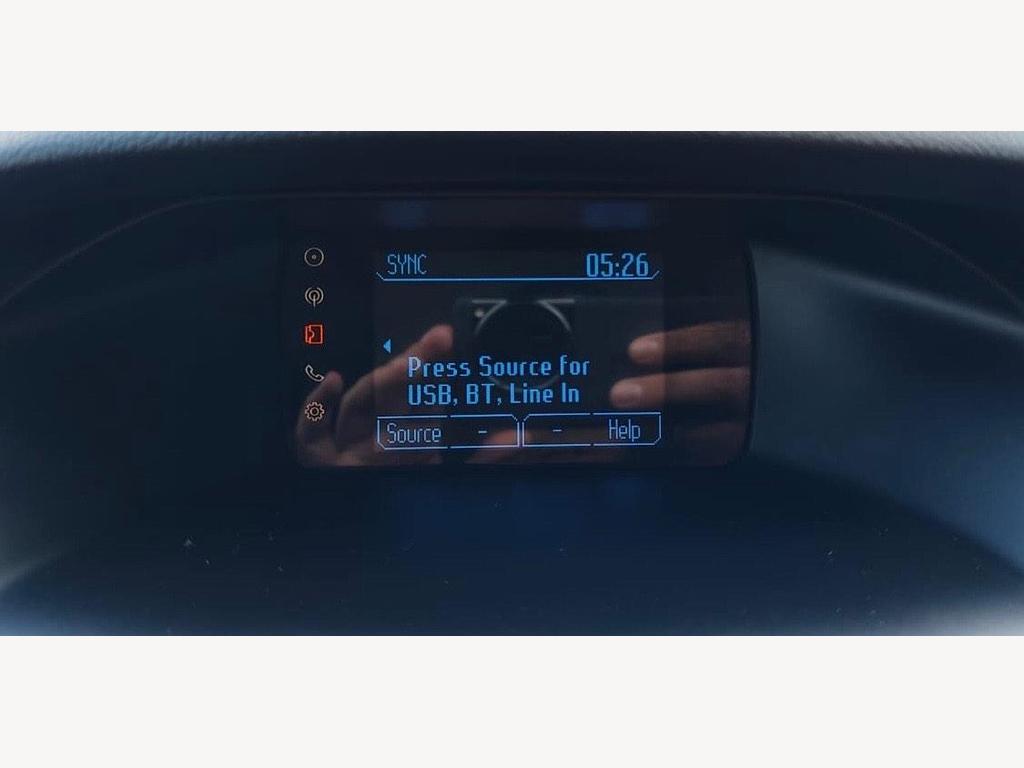 SYNC 05:26
Press Source for
USB, BT, Line In
Source - - Help